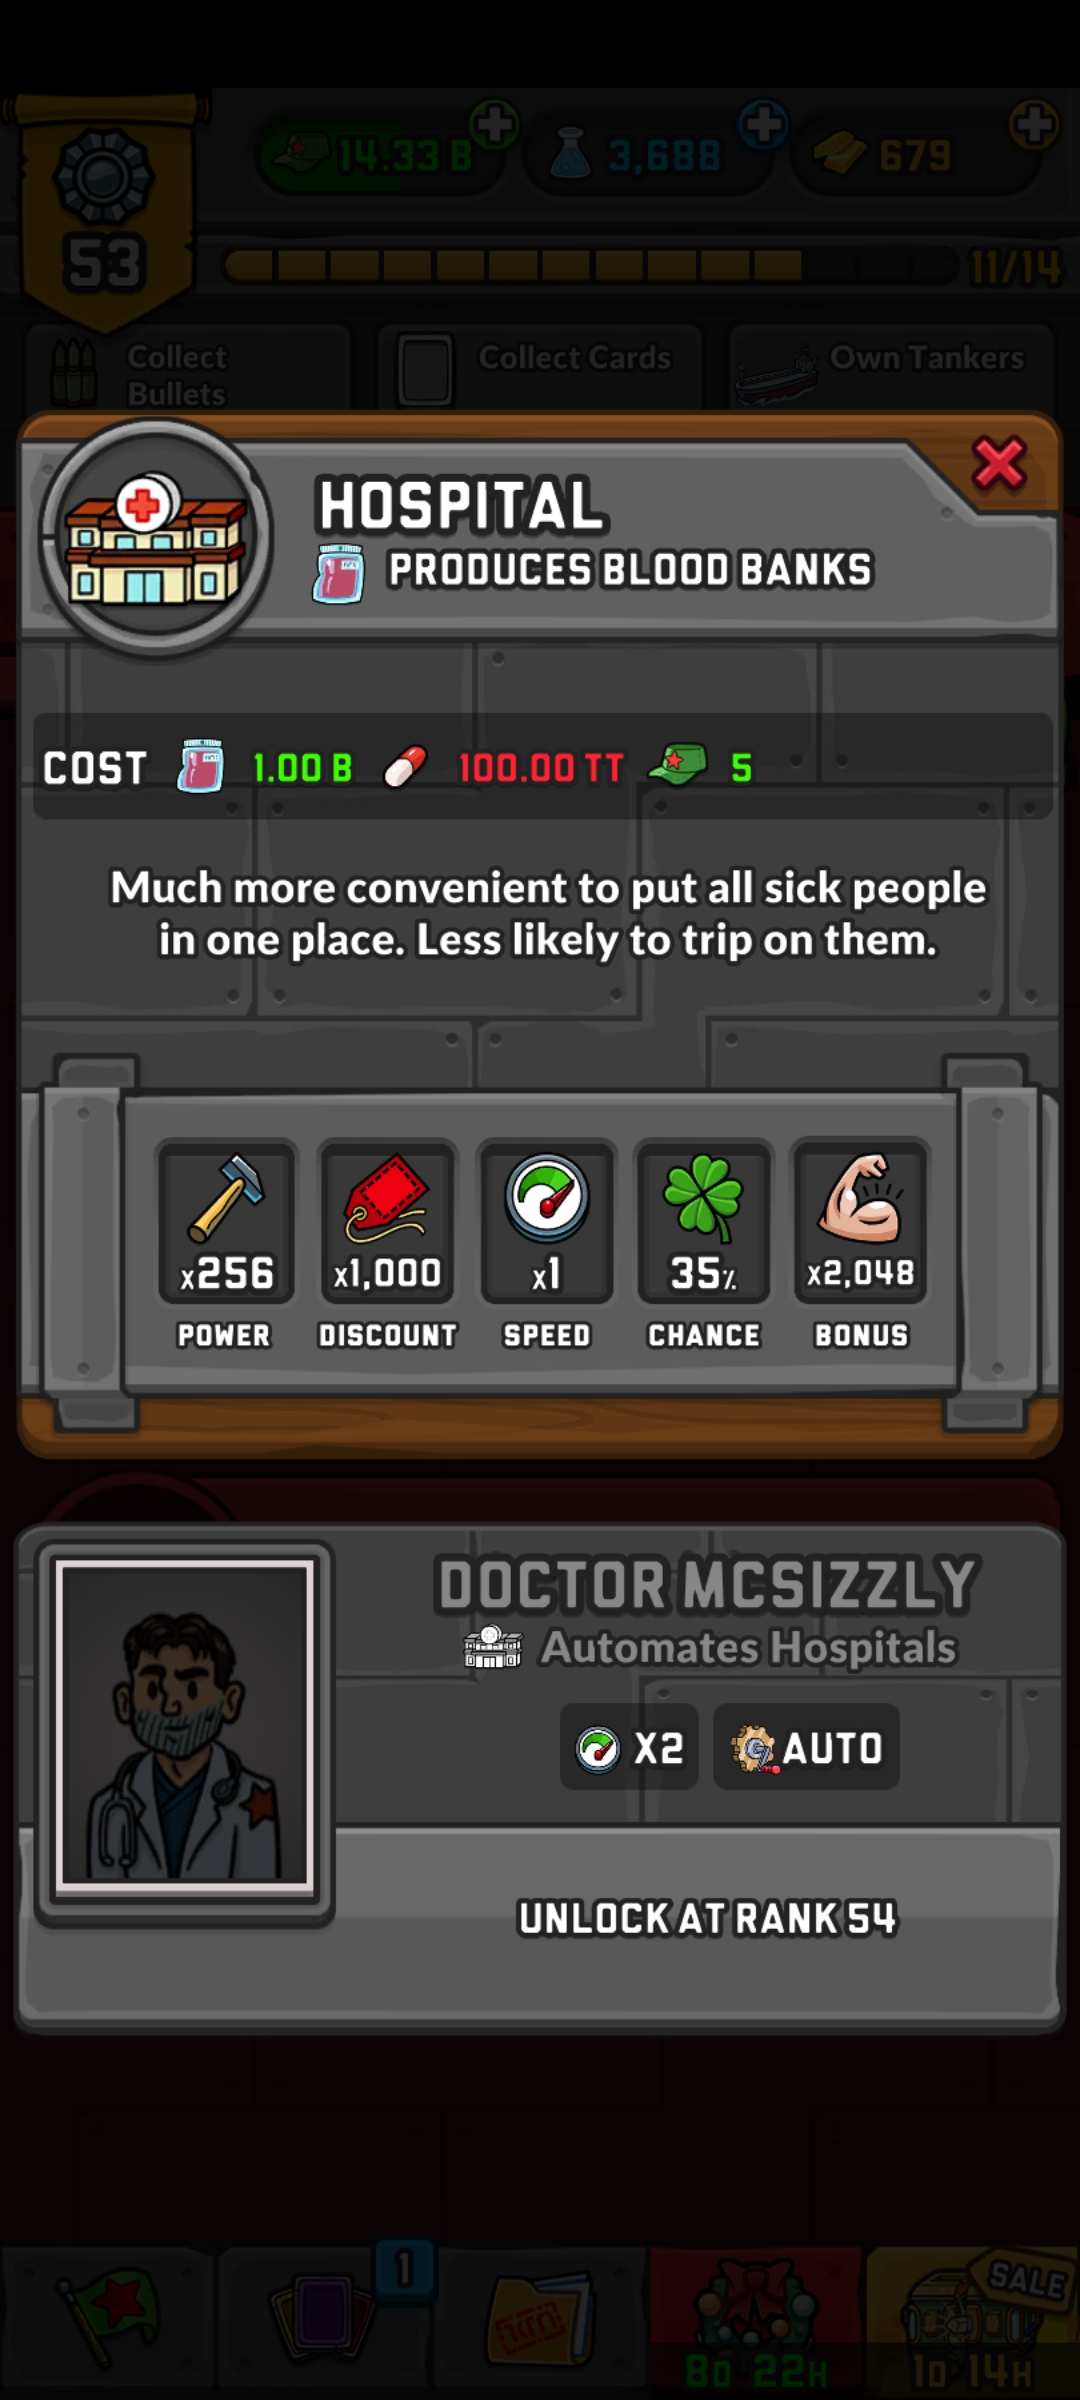 14.33 B
3,688
679
53
11/14
Collect
Bullets
Collect Cards
Own Tankers
HOSPITAL
PRODUCES BLOOD BANKS
COST 1.00 B 100.00 TT 5
Much more convenient to put all sick people
in one place. Less likely to trip on them.
x256 x1,000 x1 35% x2,048
POWER DISCOUNT SPEED CHANCE BONUS
DOCTOR MCSIZZLY
Automates Hospitals
X2 AUTO
UNLOCK AT RANK 54
1
SALE
8D 22H
1D 14H